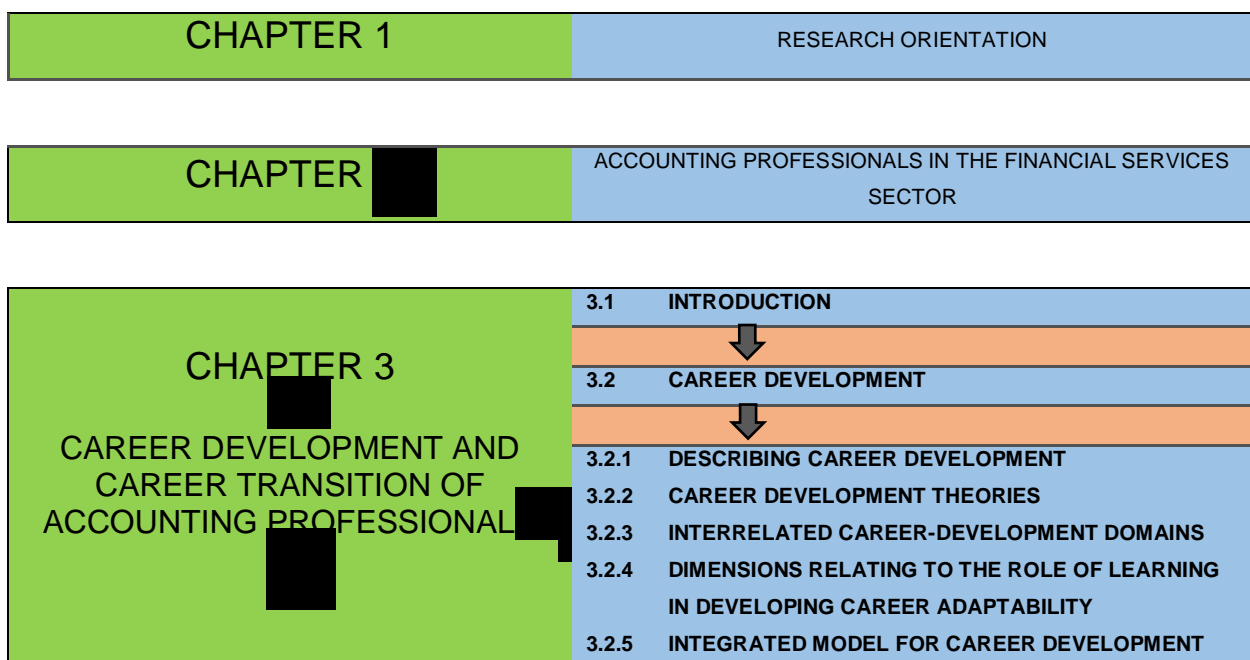 CHAPTER 1
RESEARCH ORIENTATION
CHAPTER
ACCOUNTING PROFESSIONALS IN THE FINANCIAL SERVICES
SECTOR
CHAPTER 3
CAREER DEVELOPMENT AND
CAREER TRANSITION OF
ACCOUNTING PROFESSIONAL
3.1 INTRODUCTION
3.2 CAREER DEVELOPMENT
3.2.1 DESCRIBING CAREER DEVELOPMENT
3.2.2 CAREER DEVELOPMENT THEORIES
3.2.3 INTERRELATED CAREER-DEVELOPMENT DOMAINS
3.2.4 DIMENSIONS RELATING TO THE ROLE OF LEARNING
IN DEVELOPING CAREER ADAPTABILITY
3.2.5 INTEGRATED MODEL FOR CAREER DEVELOPMENT